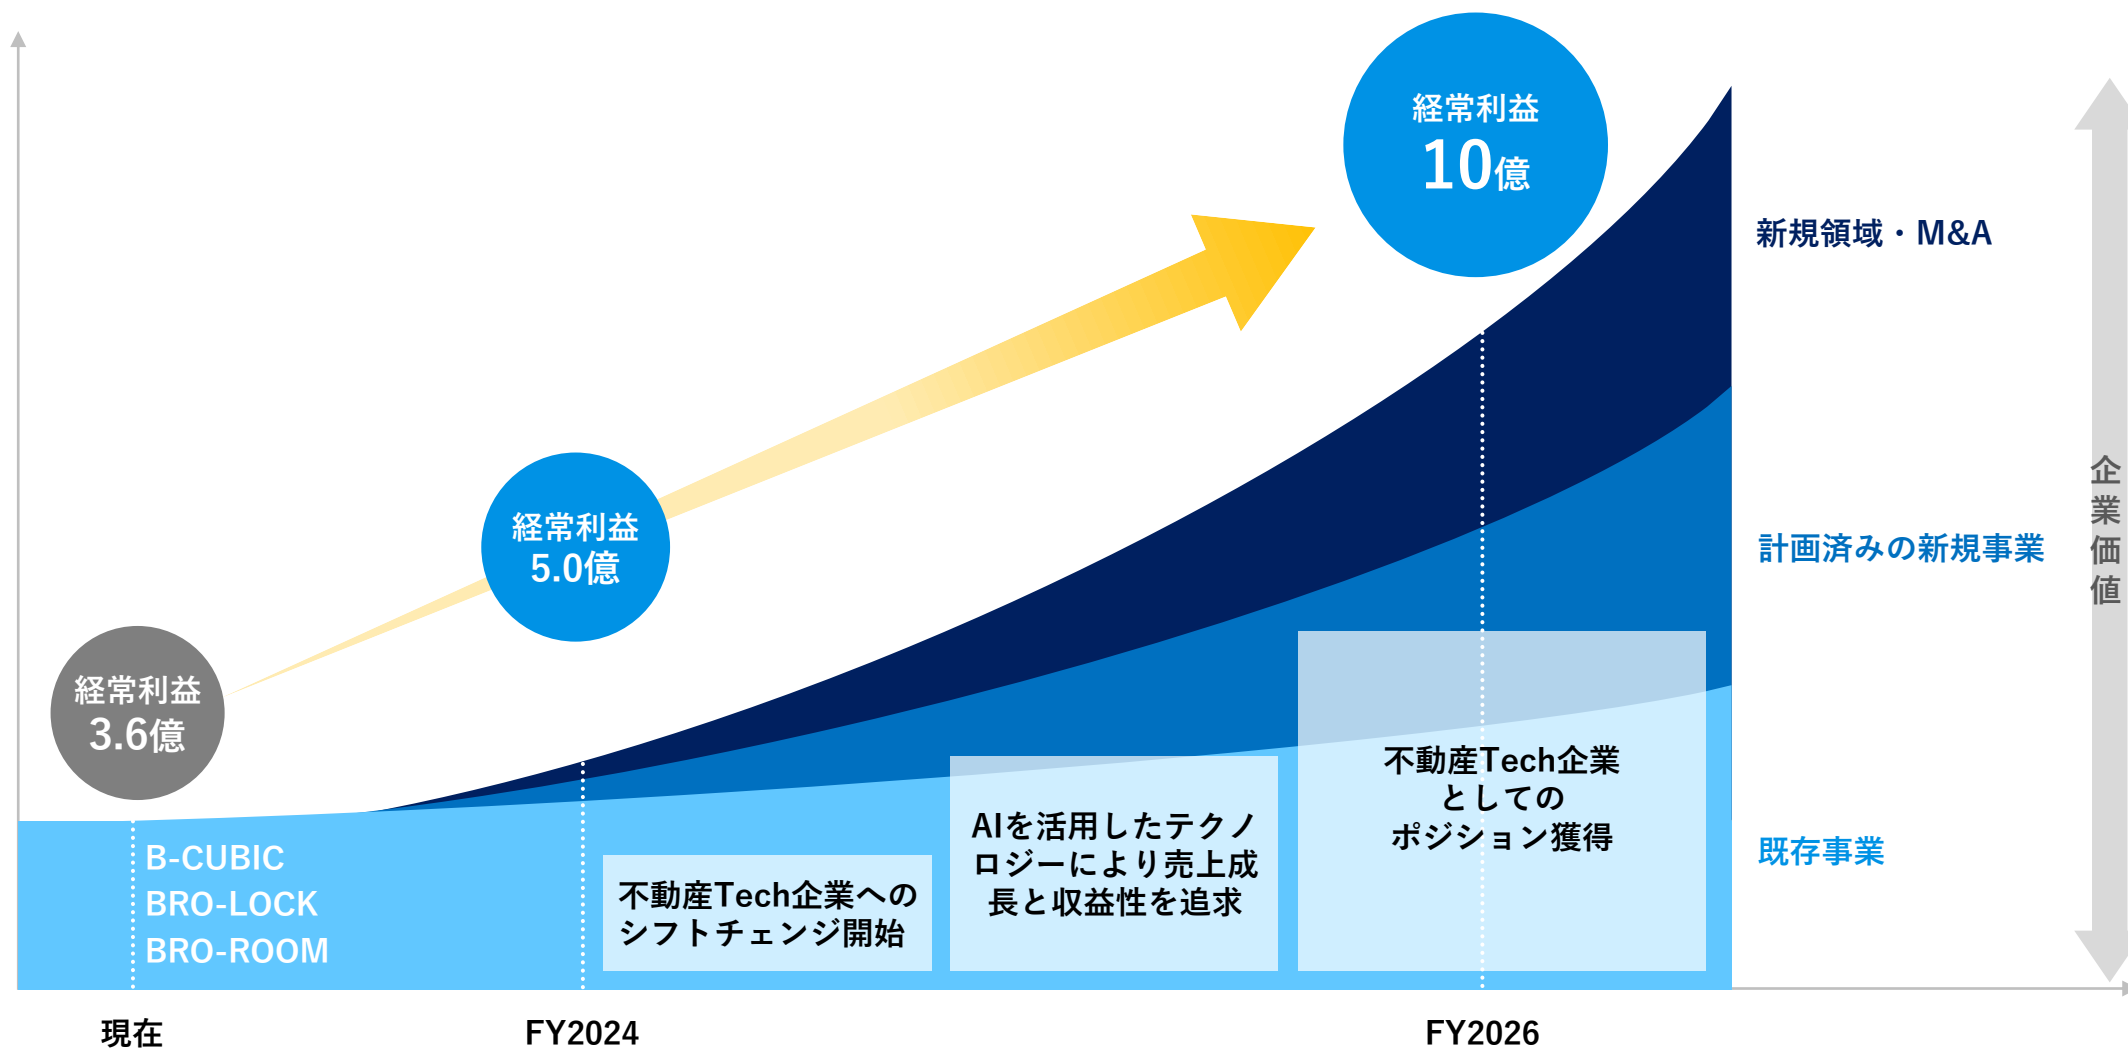 経常利益
10億
新規領域・M&A
経常利益
5.0億
計画済みの新規事業
企業価値
経常利益
3.6億
既存事業
B-CUBIC
BRO-LOCK
BRO-ROOM
不動産Tech企業への
シフトチェンジ開始
AIを活用したテクノ
ロジーにより売上成
長と収益性を追求
不動産Tech企業
としての
ポジション獲得
現在
FY2024
FY2026